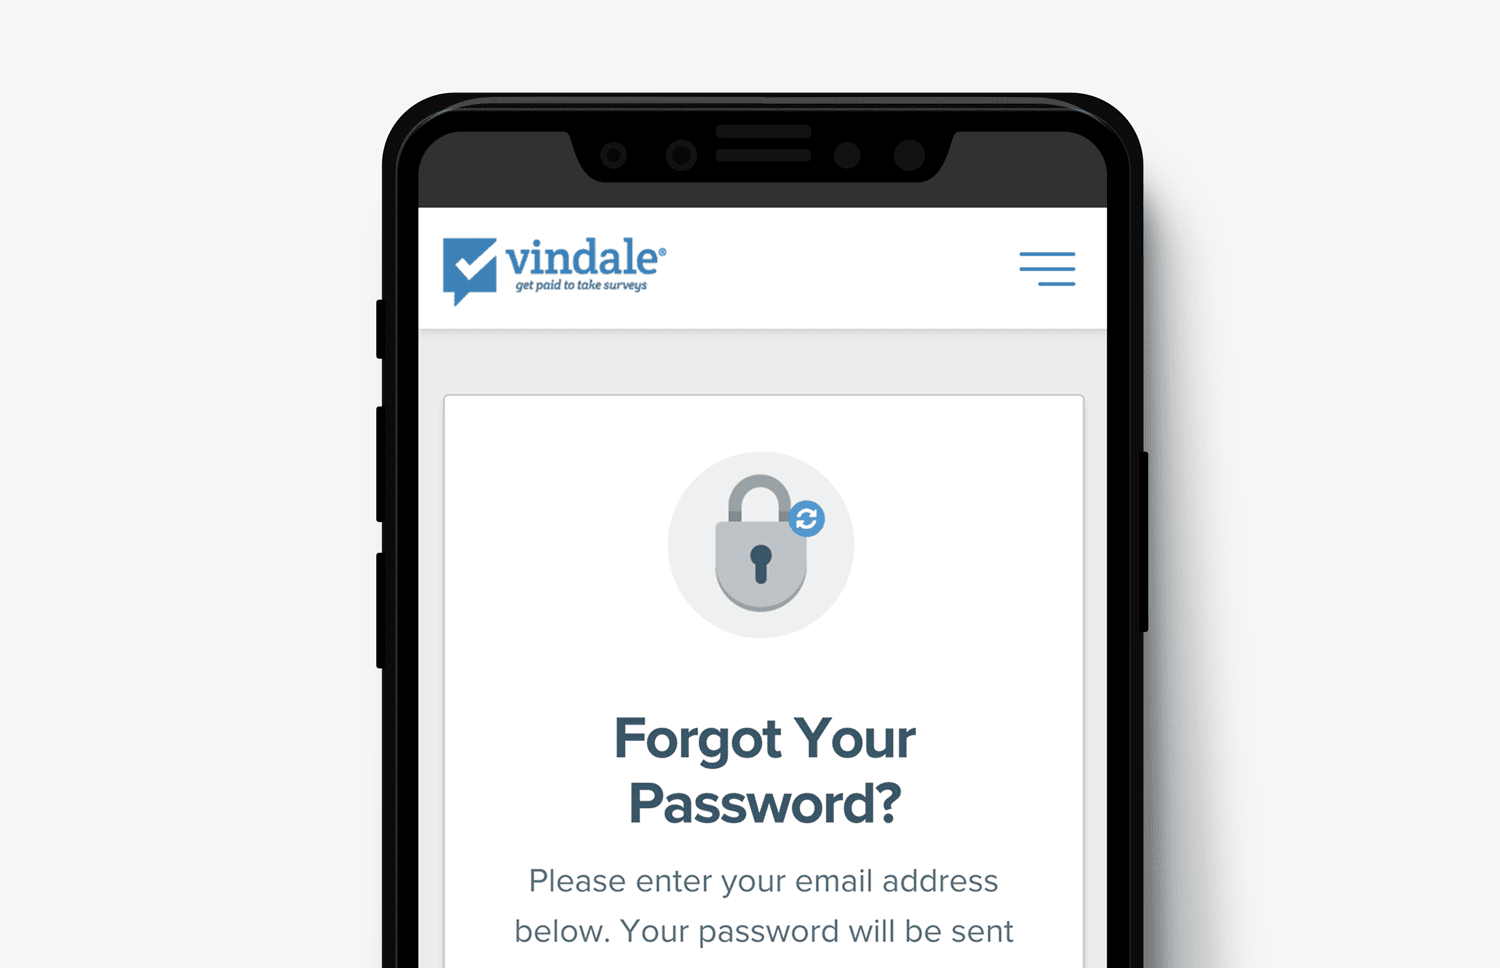 vindale®
get paid to take surveys
Forgot Your
Password?
Please enter your email address
below. Your password will be sent